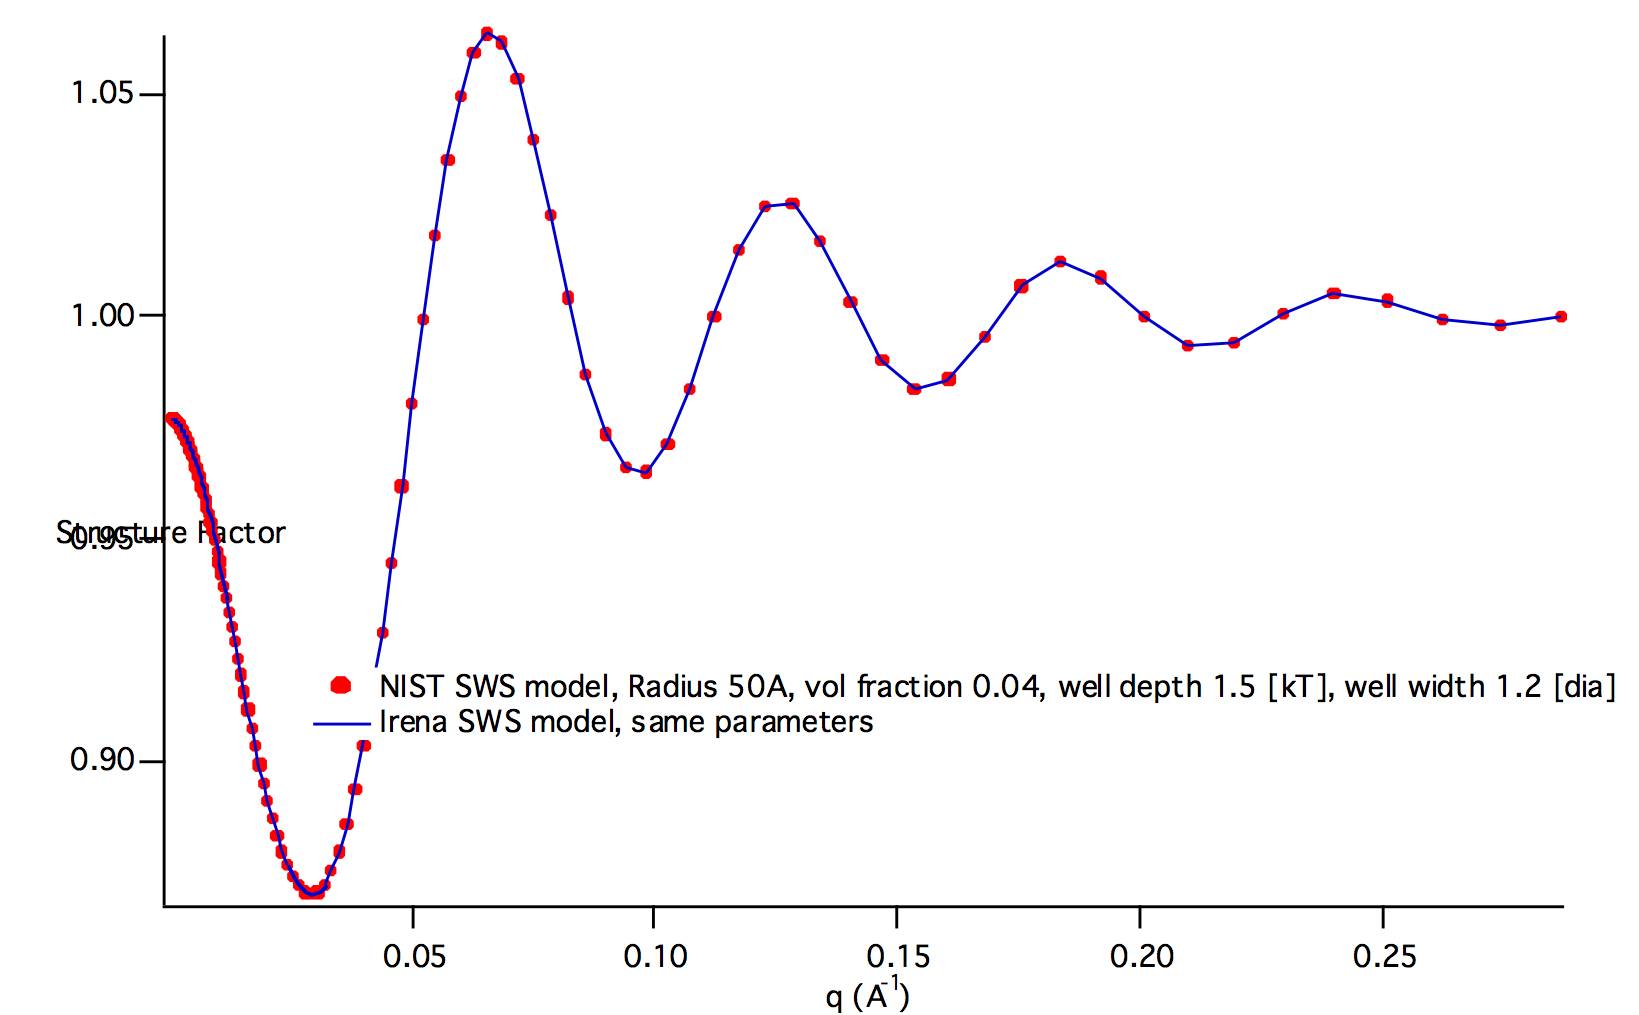 1.05
1.00
Structure Factor
0.95
NIST SWS model, Radius 50A, vol fraction 0.04, well depth 1.5 [kT], well width 1.2 [dia]
Irena SWS model, same parameters
0.90
0.05 0.10 0.15 0.20 0.25
q (A⁻¹)